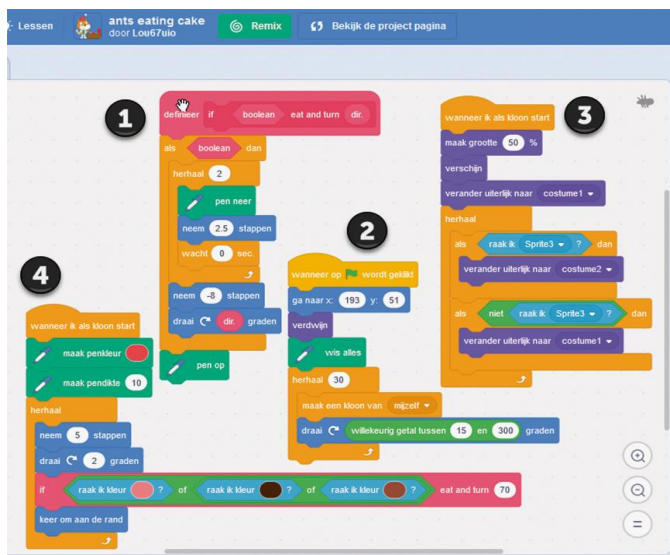 Lessen
ants eating cake
door Lou67uio
Remix
Bekijk de project pagina
1
definieer if boolean eat and turn dir.
als boolean dan
herhaal 2
pen neer
neem 2.5 stappen
wacht 0 sec.
neem -8 stappen
draai dir. graden
pen op
2
wanneer op wordt geklikt
ga naar x: 193 y: 51
verdwijn
wis alles
herhaal 30
maak een kloon van mijzelf
draai willekeurig getal tussen 15 en 300 graden
3
wanneer ik als kloon start
maak grootte 50 %
verschijn
verander uiterlijk naar costume1
herhaal
als raak ik Sprite3 ? dan
verander uiterlijk naar costume2
als niet raak ik Sprite3 ? dan
verander uiterlijk naar costume1
4
wanneer ik als kloon start
maak penkleur
maak pendikte 10
herhaal
neem 5 stappen
draai 2 graden
if raak ik kleur ? of raak ik kleur ? of raak ik kleur ? eat and turn 70
keer om aan de rand